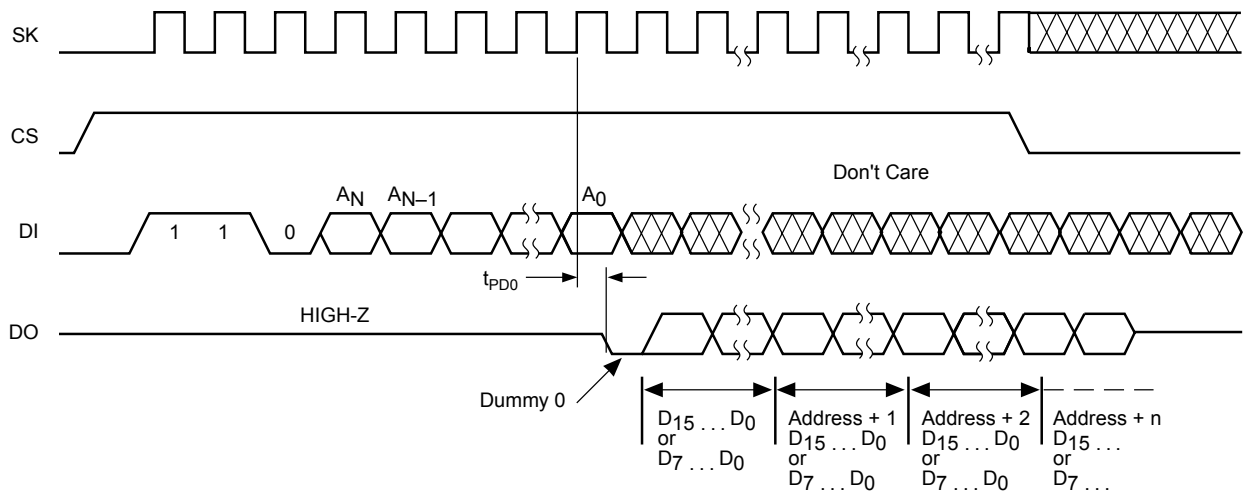 SK
CS
Don't Care
A_N A_N–1 A_0
DI 1 1 0
t_PD0
HIGH-Z
DO
Dummy 0
D_15 . . . D_0
or
D_7 . . . D_0
Address + 1
D_15 . . . D_0
or
D_7 . . . D_0
Address + 2
D_15 . . . D_0
or
D_7 . . . D_0
Address + n
D_15 . . .
or
D_7 . . .